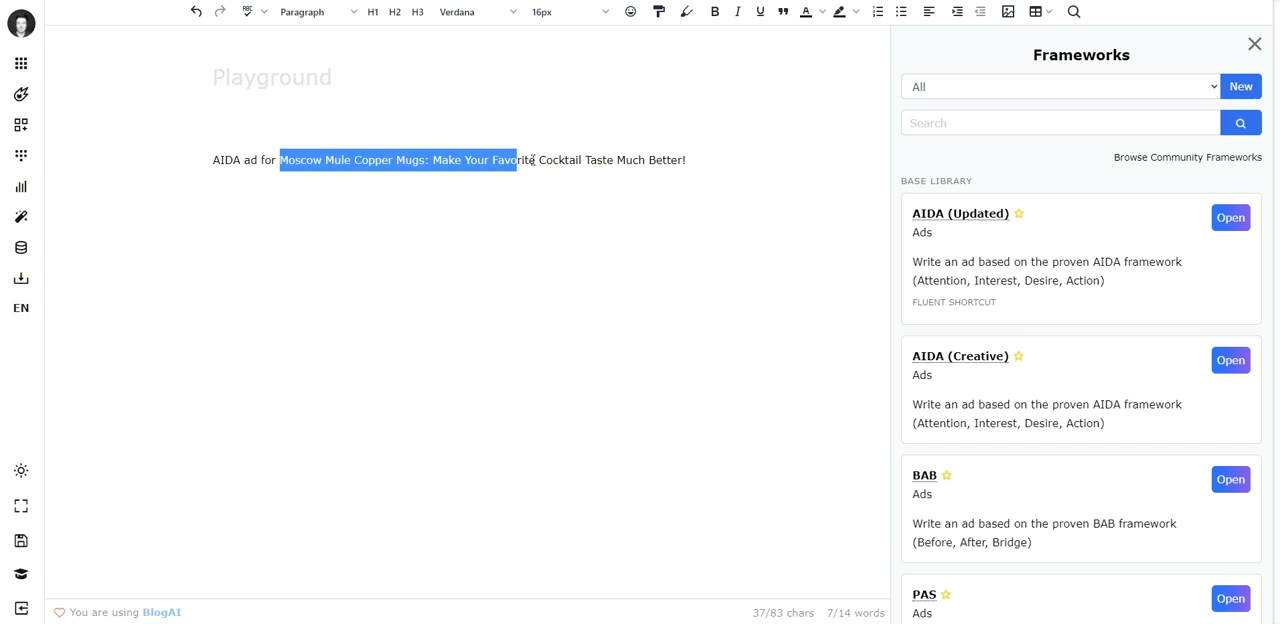 ABC
Paragraph
H1
H2
H3
Verdana
16px
B
I
U
A
EN
Playground
AIDA ad for Moscow Mule Copper Mugs: Make Your Favorite Cocktail Taste Much Better!
You are using BlogAI
37/83 chars
7/14 words
Frameworks
All
New
Search
Browse Community Frameworks
BASE LIBRARY
AIDA (Updated)
Open
Ads
Write an ad based on the proven AIDA framework
(Attention, Interest, Desire, Action)
FLUENT SHORTCUT
AIDA (Creative)
Open
Ads
Write an ad based on the proven AIDA framework
(Attention, Interest, Desire, Action)
BAB
Open
Ads
Write an ad based on the proven BAB framework
(Before, After, Bridge)
PAS
Open
Ads